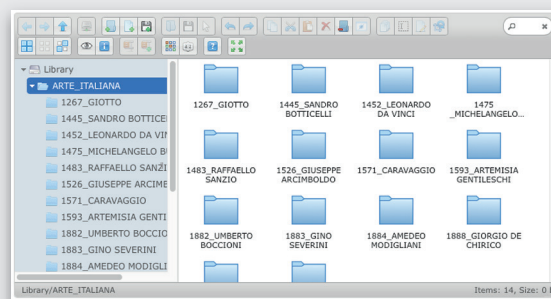 Library
ARTE_ITALIANA
1267_GIOTTO
1445_SANDRO BOTTICEL
1452_LEONARDO DA VIN
1475_MICHELANGELO B
1483_RAFFAELLO SANZI
1526_GIUSEPPE ARCIME
1571_CARAVAGGIO
1593_ARTEMISIA GENTI
1882_UMBERTO BOCCIO
1883_GINO SEVERINI
1884_AMEDEO MODIGLI
1267_GIOTTO
1445_SANDRO
BOTTICELLI
1452_LEONARDO
DA VINCI
1475
_MICHELANGELO...
1483_RAFFAELLO
SANZIO
1526_GIUSEPPE
ARCIMBOLDO
1571_CARAVAGGIO
1593_ARTEMISIA
GENTILESCHI
1882_UMBERTO
BOCCIONI
1883_GINO
SEVERINI
1884_AMEDEO
MODIGLIANI
1888_GIORGIO DE
CHIRICO
Library/ARTE_ITALIANA
Items: 14, Size: 0